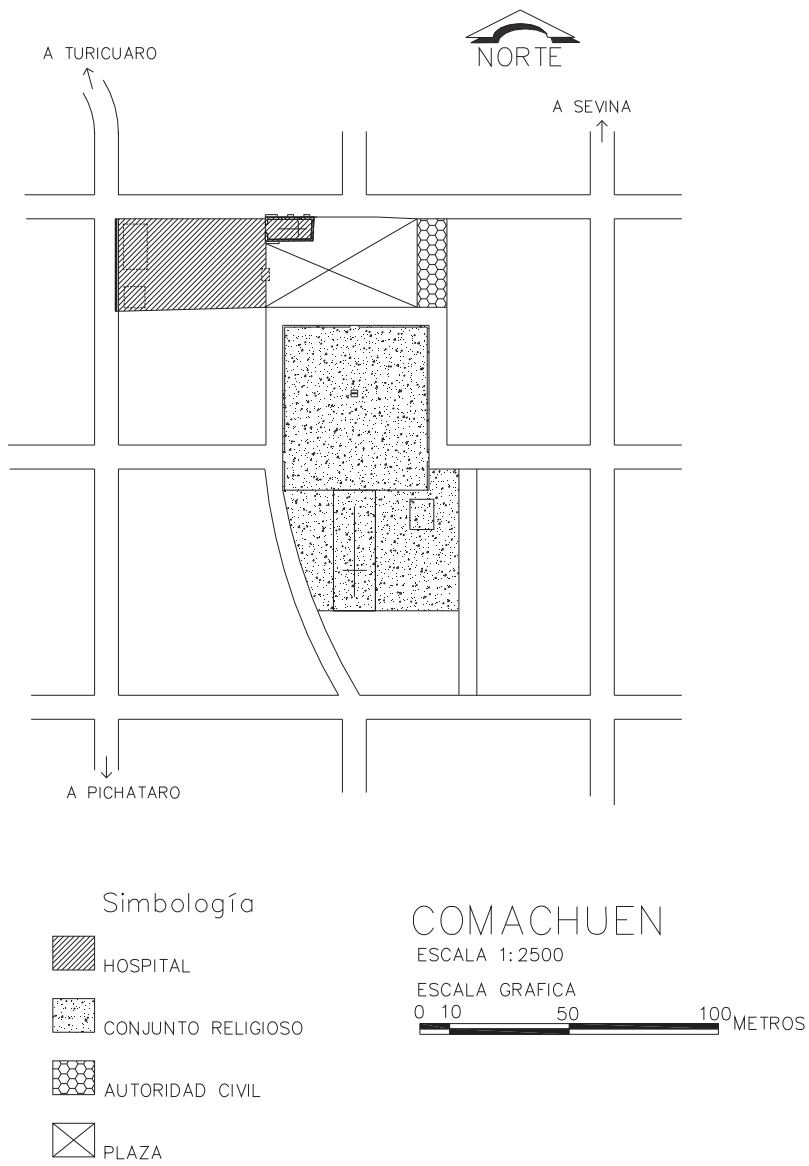 NORTE
A TURICUARO
A SEVINA
A PICHATARO
Simbología
HOSPITAL
CONJUNTO RELIGIOSO
AUTORIDAD CIVIL
PLAZA
COMACHUEN
ESCALA 1:2500
ESCALA GRAFICA
0 10 50 100 METROS